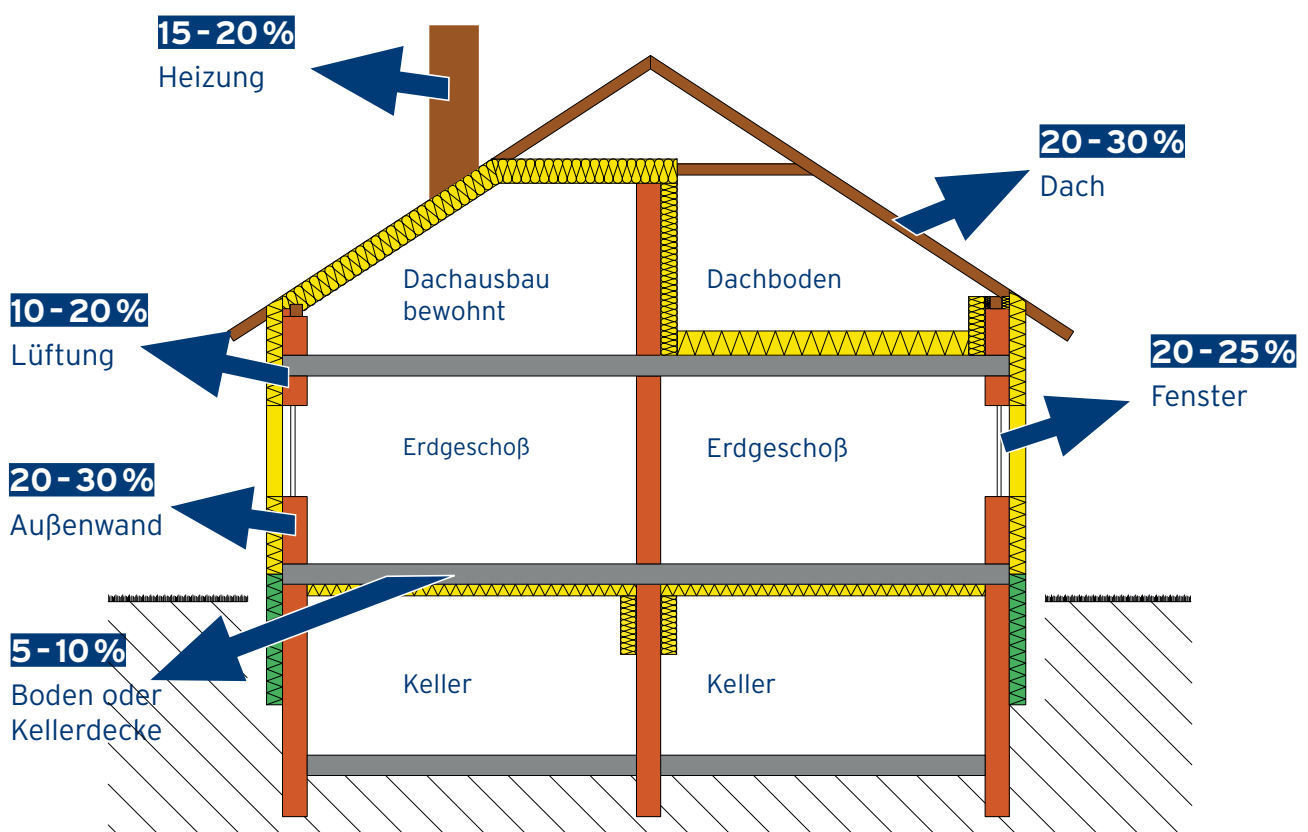 15 - 20 %
Heizung
20 - 30 %
Dach
Dachausbau
bewohnt
Dachboden
10 - 20 %
Lüftung
20 - 25 %
Fenster
Erdgeschoß
Erdgeschoß
20 - 30 %
Außenwand
5 - 10 %
Boden oder
Kellerdecke
Keller
Keller